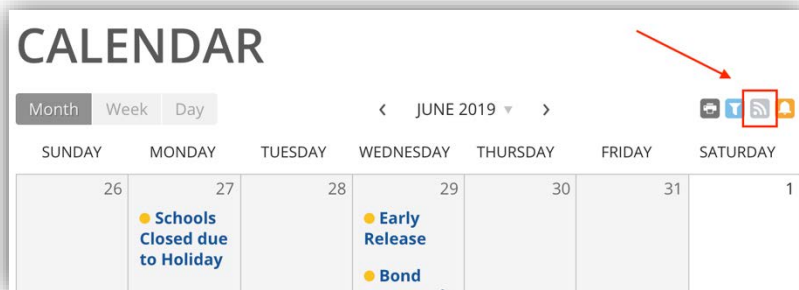 CALENDAR
Month Week Day
‹ JUNE 2019 ▼ ›
SUNDAY MONDAY TUESDAY WEDNESDAY THURSDAY FRIDAY SATURDAY
26 27 28 29 30 31 1
Schools
Closed due
to Holiday
Early
Release
Bond